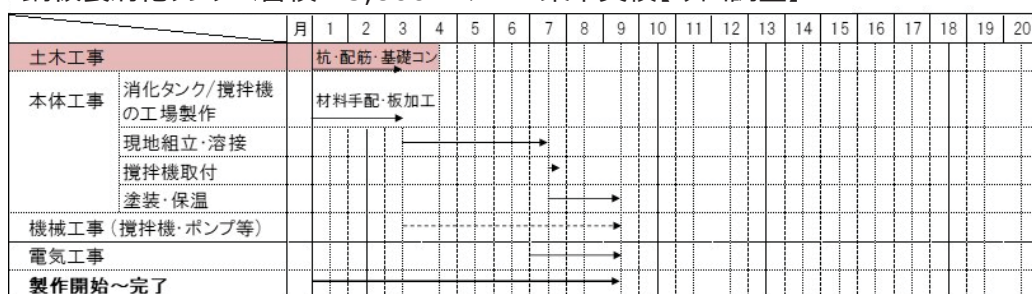 月 1 2 3 4 5 6 7 8 9 10 11 12 13 14 15 16 17 18 19 20
土木工事 杭・配筋・基礎コン
本体工事 消化タンク/攪拌機
の工場製作 材料手配・板加工
現地組立・溶接
攪拌機取付
塗装・保温
機械工事(攪拌機・ポンプ等)
電気工事
製作開始～完了